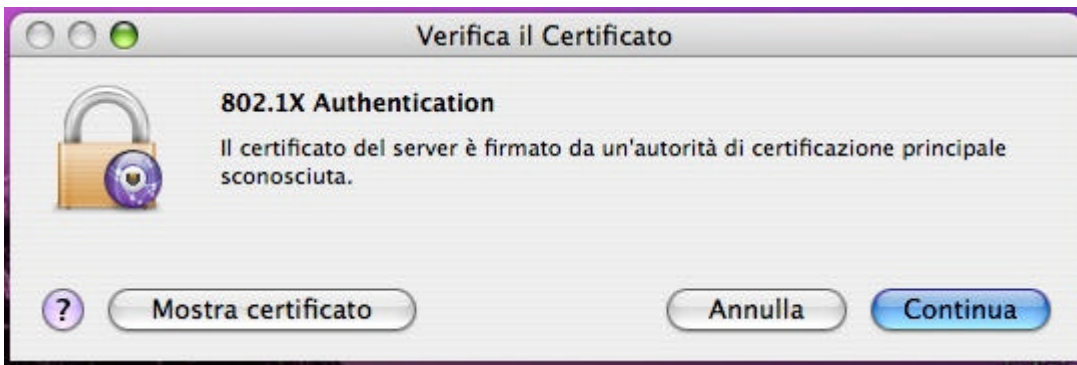 Verifica il Certificato
802.1X Authentication
Il certificato del server è firmato da un'autorità di certificazione principale
sconosciuta.
? Mostra certificato Annulla Continua